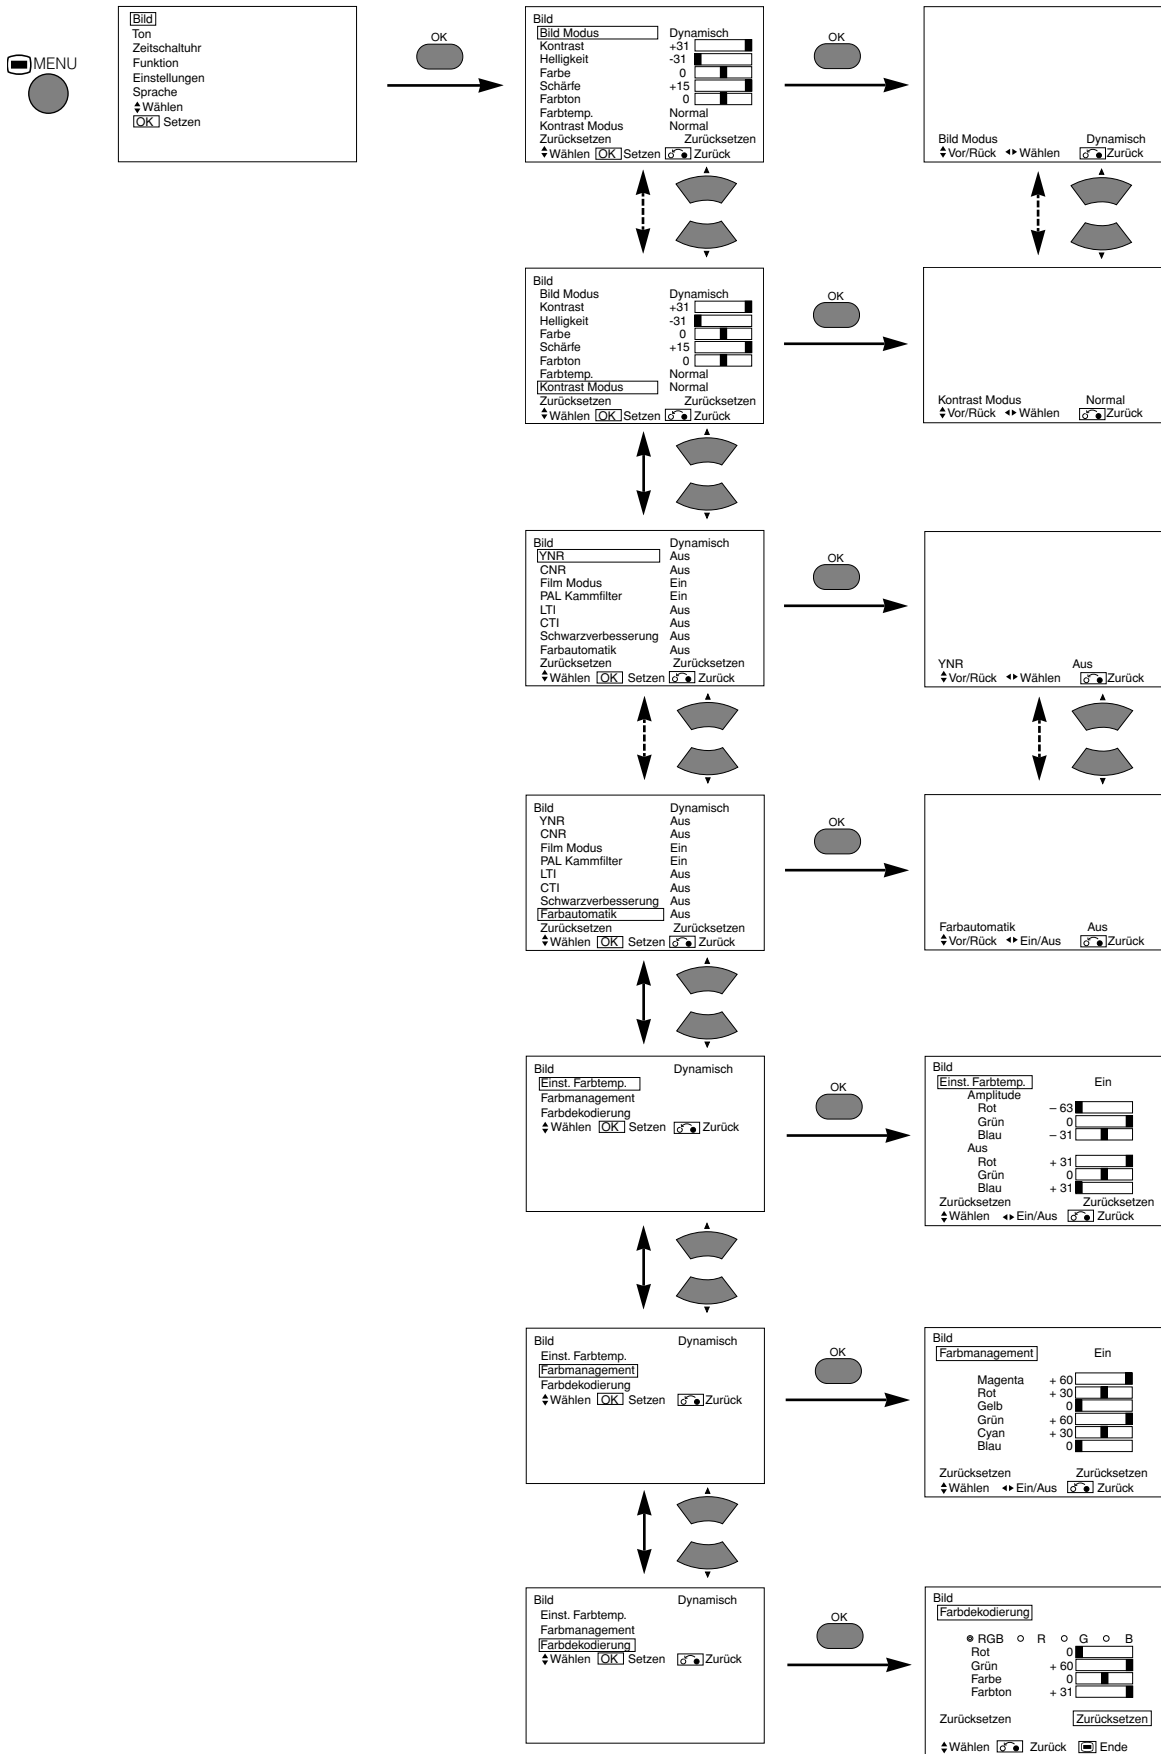 MENU
Bild
Ton
Zeitschaltuhr
Funktion
Einstellungen
Sprache
Wählen
OK Setzen
OK
Bild
Bild Modus Dynamisch
Kontrast +31
Helligkeit -31
Farbe 0
Schärfe +15
Farbton 0
Farbtemp. Normal
Kontrast Modus Normal
Zurücksetzen Zurücksetzen
Wählen OK Setzen Zurück
OK
Bild Modus Dynamisch
Vor/Rück Wählen Zurück
Bild
Bild Modus Dynamisch
Kontrast +31
Helligkeit -31
Farbe 0
Schärfe +15
Farbton 0
Farbtemp. Normal
Kontrast Modus Normal
Zurücksetzen Zurücksetzen
Wählen OK Setzen Zurück
OK
Kontrast Modus Normal
Vor/Rück Wählen Zurück
Bild Dynamisch
YNR Aus
CNR Aus
Film Modus Ein
PAL Kammfilter Ein
LTI Aus
CTI Aus
Schwarzverbesserung Aus
Farbautomatik Aus
Zurücksetzen Zurücksetzen
Wählen OK Setzen Zurück
OK
YNR Aus
Vor/Rück Wählen Zurück
Bild Dynamisch
YNR Aus
CNR Aus
Film Modus Ein
PAL Kammfilter Ein
LTI Aus
CTI Aus
Schwarzverbesserung Aus
Farbautomatik Aus
Zurücksetzen Zurücksetzen
Wählen OK Setzen Zurück
OK
Farbautomatik Aus
Vor/Rück Ein/Aus Zurück
Bild Dynamisch
Einst. Farbtemp.
Farbmanagement
Farbdekodierung
Wählen OK Setzen Zurück
OK
Bild
Einst. Farbtemp. Ein
Amplitude
Rot – 63
Grün 0
Blau – 31
Aus
Rot + 31
Grün 0
Blau + 31
Zurücksetzen Zurücksetzen
Wählen Ein/Aus Zurück
Bild Dynamisch
Einst. Farbtemp.
Farbmanagement
Farbdekodierung
Wählen OK Setzen Zurück
OK
Bild
Farbmanagement Ein
Magenta + 60
Rot + 30
Gelb 0
Grün + 60
Cyan + 30
Blau 0
Zurücksetzen Zurücksetzen
Wählen Ein/Aus Zurück
Bild Dynamisch
Einst. Farbtemp.
Farbmanagement
Farbdekodierung
Wählen OK Setzen Zurück
OK
Bild
Farbdekodierung
RGB R G B
Rot 0
Grün + 60
Farbe 0
Farbton + 31
Zurücksetzen Zurücksetzen
Wählen Zurück Ende